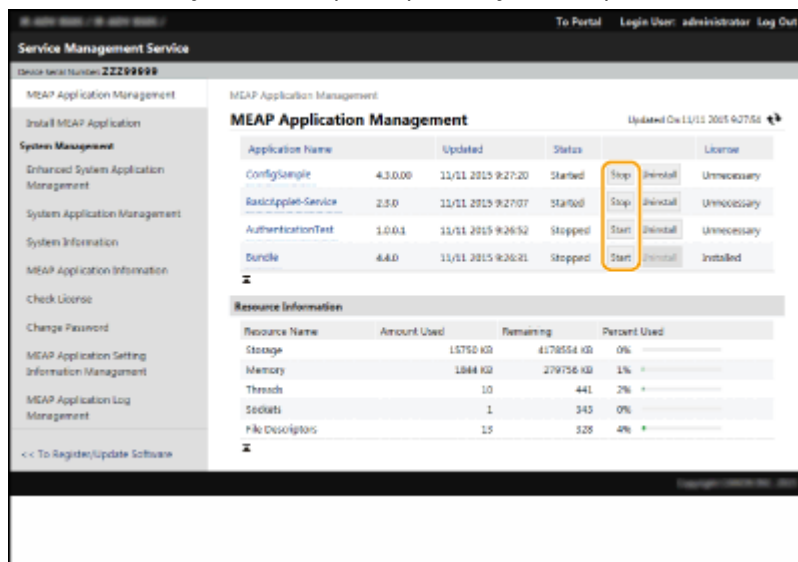 To Portal Login User: administrator Log Out
Service Management Service
Device Serial Number: ZZZ99999
MEAP Application Management
Install MEAP Application
System Management
Enhanced System Application
Management
System Application Management
System Information
MEAP Application Information
Check License
Change Password
MEAP Application Setting
Information Management
MEAP Application Log
Management
<< To Register/Update Software
MEAP Application Management
MEAP Application Management
Updated On:11/11 2015 9:27:54
Application Name Updated Status License
ConfigSample 4.3.0.00 11/11 2015 9:27:20 Started Stop Uninstall Unnecessary
BasicApplet-Service 2.3.0 11/11 2015 9:27:07 Started Stop Uninstall Unnecessary
AuthenticationTest 1.0.0.1 11/11 2015 9:26:52 Stopped Start Uninstall Unnecessary
Bundle 4.4.0 11/11 2015 9:26:31 Stopped Start Uninstall Installed
Resource Information
Resource Name Amount Used Remaining Percent Used
Storage 15750 KB 4178554 KB 0%
Memory 1844 KB 279756 KB 1%
Threads 10 441 2%
Sockets 1 343 0%
File Descriptors 13 328 4%